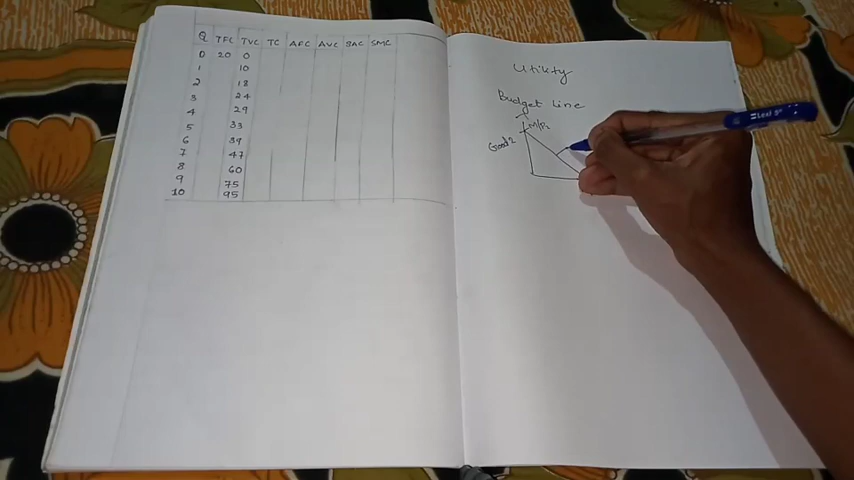 Q TFC TVC TC AFC AVC SAC SMC
0 20 0
1 10
2 18
3 24
4 29
5 33
6 39
7 47
8 60
9 75
10 95
Utility
Budget Line
M/P2
Good 2